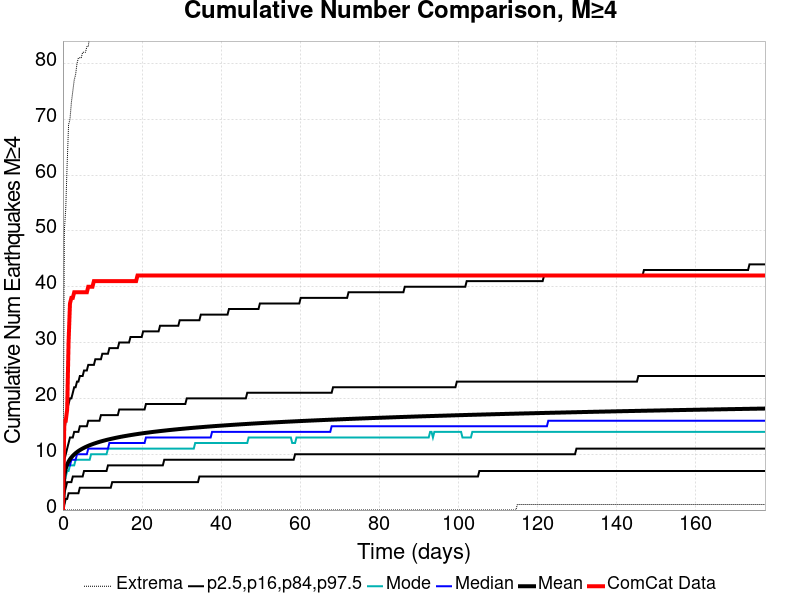 Cumulative Number Comparison, M≥4
Cumulative Num Earthquakes M≥4
80
70
60
50
40
30
20
10
0
0 20 40 60 80 100 120 140 160
Time (days)
Extrema p2.5,p16,p84,p97.5 Mode Median Mean ComCat Data